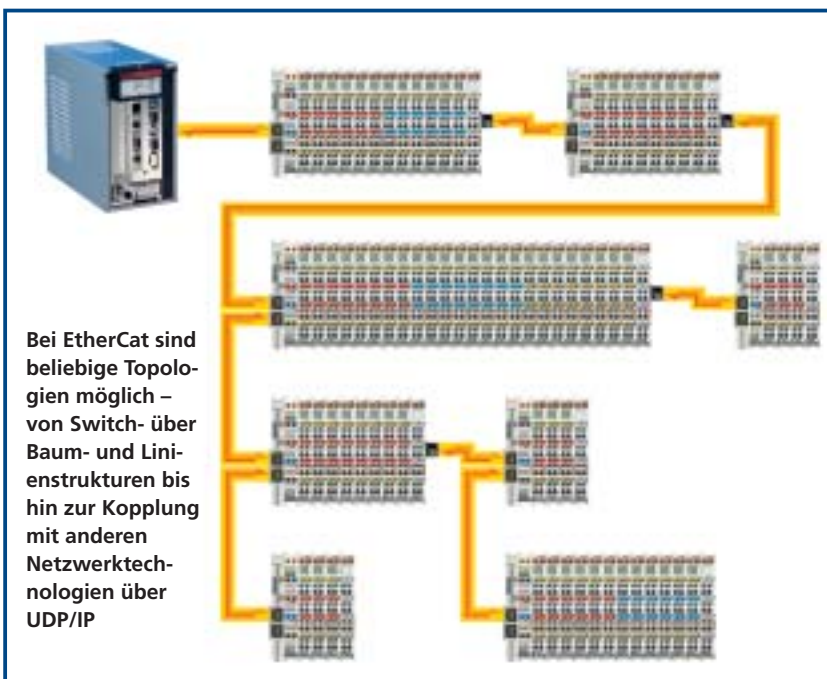 Bei EtherCat sind
beliebige Topolo-
gien möglich –
von Switch- über
Baum- und Lini-
enstrukturen bis
hin zur Kopplung
mit anderen
Netzwerktech-
nologien über
UDP/IP